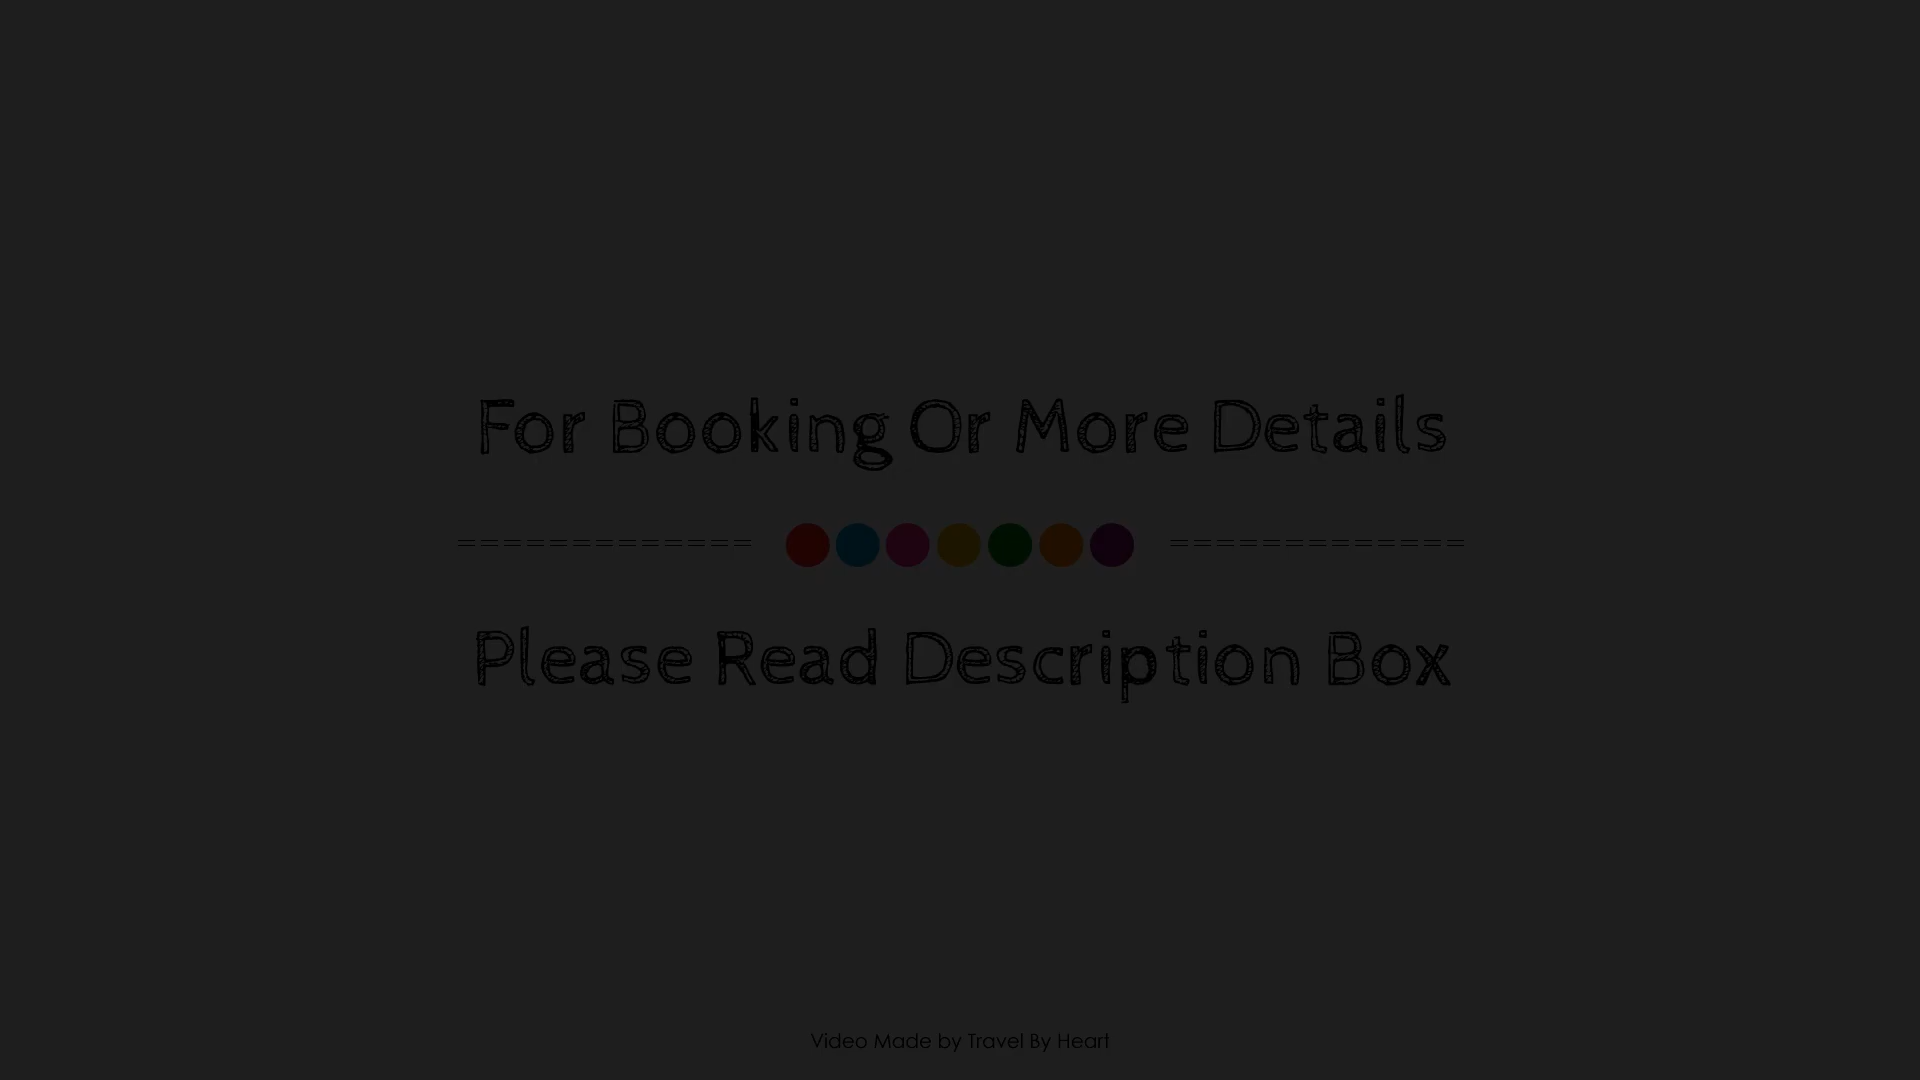 For Booking Or More Details
============= =============
Please Read Description Box
Video Made by Travel By Heart